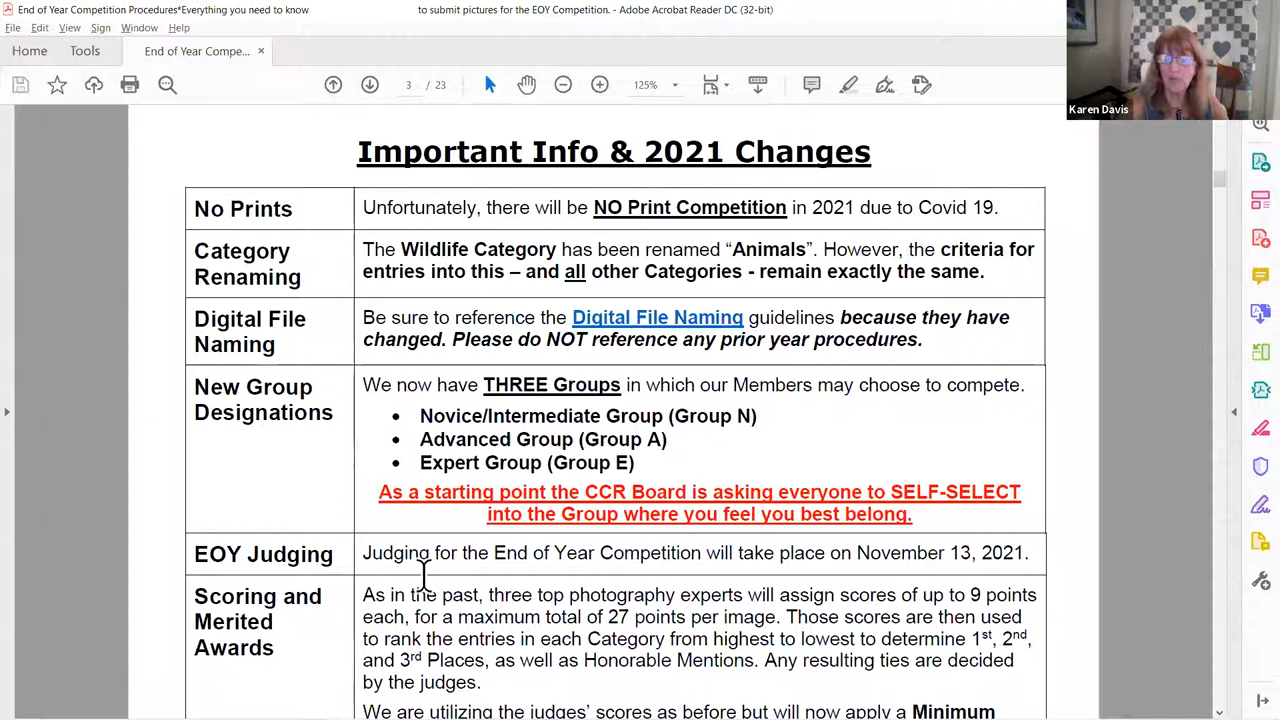 End of Year Competition Procedures*Everything you need to know to submit pictures for the EOY Competition. - Adobe Acrobat Reader DC (32-bit)
File Edit View Sign Window Help
Home Tools End of Year Compe... ×
3 / 23 125%
Karen Davis
Important Info & 2021 Changes
No Prints
Unfortunately, there will be NO Print Competition in 2021 due to Covid 19.
Category
Renaming
The Wildlife Category has been renamed “Animals”. However, the criteria for
entries into this – and all other Categories - remain exactly the same.
Digital File
Naming
Be sure to reference the Digital File Naming guidelines because they have
changed. Please do NOT reference any prior year procedures.
New Group
Designations
We now have THREE Groups in which our Members may choose to compete.
• Novice/Intermediate Group (Group N)
• Advanced Group (Group A)
• Expert Group (Group E)
As a starting point the CCR Board is asking everyone to SELF-SELECT
into the Group where you feel you best belong.
EOY Judging
Judging for the End of Year Competition will take place on November 13, 2021.
Scoring and
Merited
Awards
As in the past, three top photography experts will assign scores of up to 9 points
each, for a maximum total of 27 points per image. Those scores are then used
to rank the entries in each Category from highest to lowest to determine 1st, 2nd,
and 3rd Places, as well as Honorable Mentions. Any resulting ties are decided
by the judges.
We are utilizing the judges’ scores as before but will now apply a Minimum